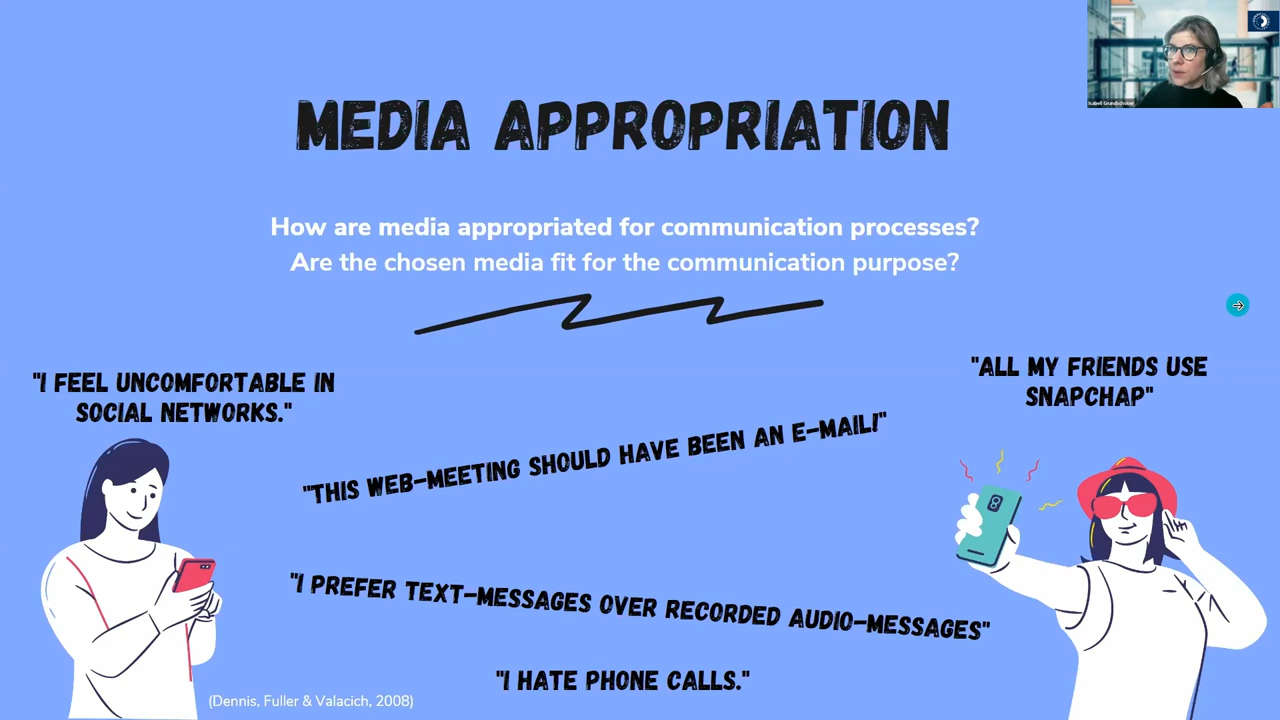 Isabell Grundschober
MEDIA APPROPRIATION
How are media appropriated for communication processes?
Are the chosen media fit for the communication purpose?
"I FEEL UNCOMFORTABLE IN
SOCIAL NETWORKS."
"ALL MY FRIENDS USE
SNAPCHAP"
"THIS WEB-MEETING SHOULD HAVE BEEN AN E-MAIL!"
"I PREFER TEXT-MESSAGES OVER RECORDED AUDIO-MESSAGES"
"I HATE PHONE CALLS."
(Dennis, Fuller & Valacich, 2008)